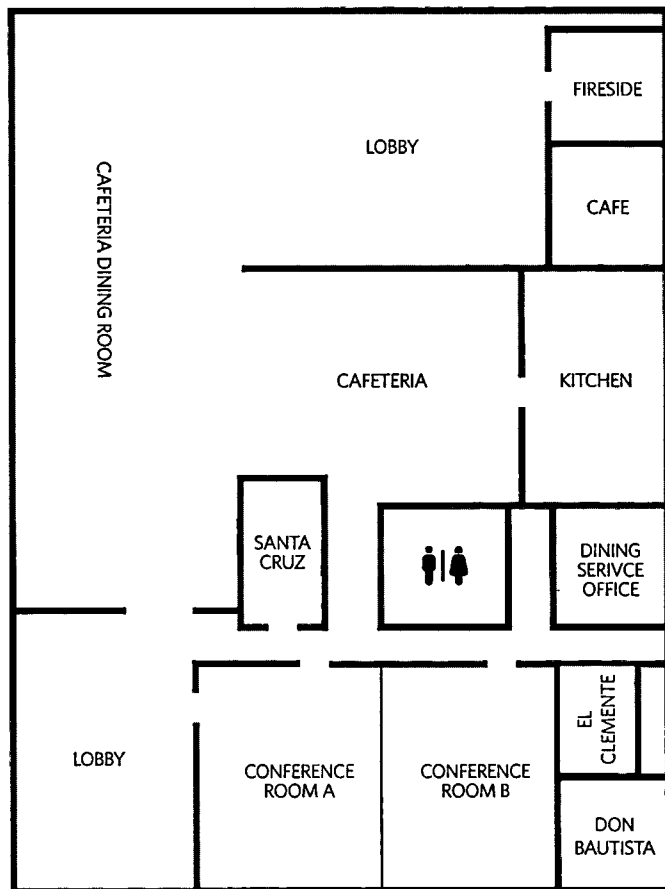 FIRESIDE
LOBBY
CAFE
CAFETERIA DINING ROOM
CAFETERIA
KITCHEN
SANTA
CRUZ
DINING
SERIVCE
OFFICE
EL
CLEMENTE
LOBBY
CONFERENCE
ROOM A
CONFERENCE
ROOM B
DON
BAUTISTA